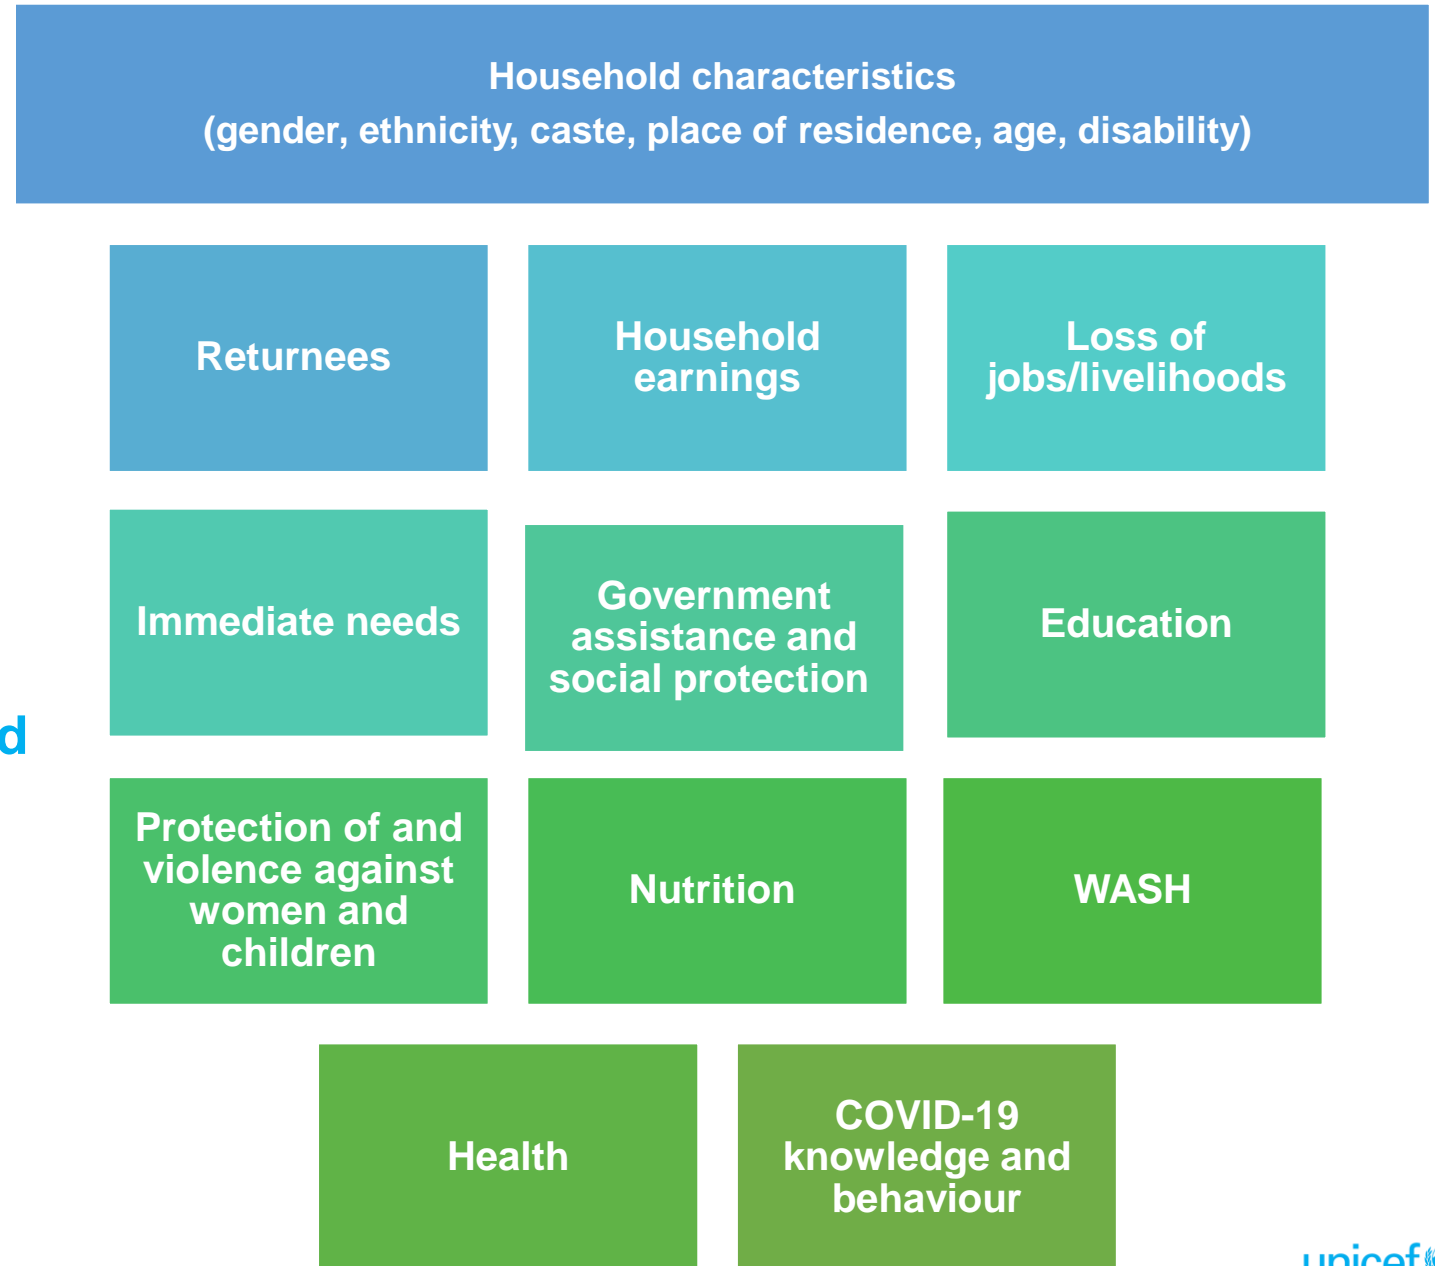 Household characteristics
(gender, ethnicity, caste, place of residence, age, disability)
Returnees
Household
earnings
Loss of
jobs/livelihoods
Immediate needs
Government
assistance and
social protection
Education
d
Protection of and
violence against
women and
children
Nutrition
WASH
Health
COVID-19
knowledge and
behaviour
unicef